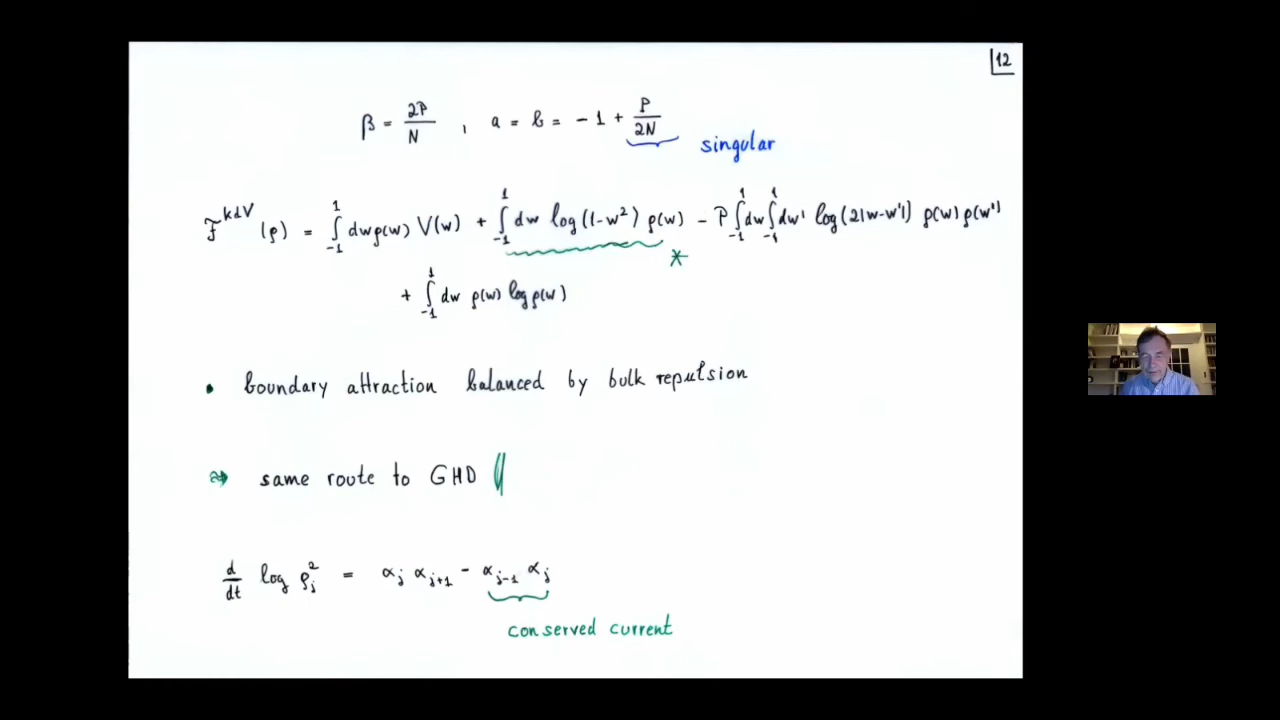 12
β = 2P/N , a = b = -1 + P/2N
singular
F^kdV (ρ) = ∫_{-1}^{1} dw ρ(w) V(w) + ∫_{-1}^{1} dw log(1-w²) ρ(w) - P ∫_{-1}^{1} dw ∫_{-1}^{1} dw' log(2|w-w'|) ρ(w) ρ(w')
*
+ ∫_{-1}^{1} dw ρ(w) log ρ(w)
• boundary attraction balanced by bulk repulsion
⇒ same route to GHD
d/dt log ρ_j² = α_j α_{j+1} - α_{j-1} α_j
conserved current